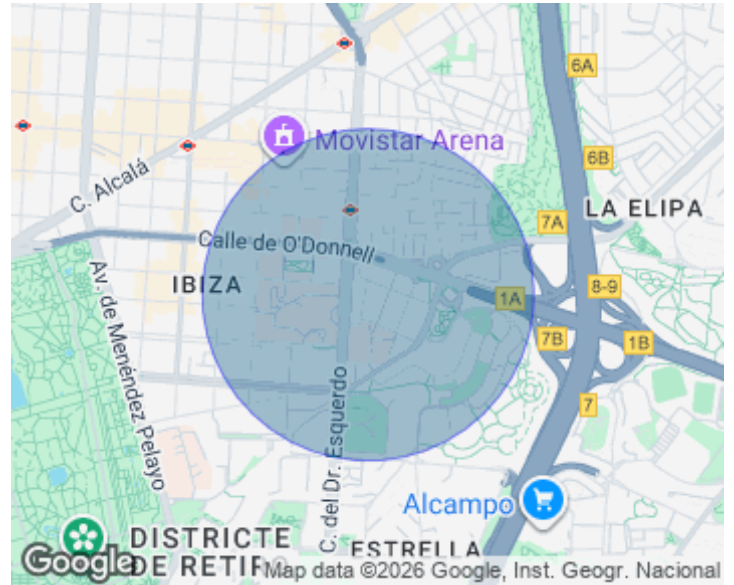 6A
Movistar Arena
6B
C. Alcalá
LA ELIPA
7A
Calle de O'Donnell
IBIZA
8-9
1A
7B
1B
Av. de Menéndez Pelayo
C. del Dr. Esquerdo
7
Alcampo
DISTRICTE
DE RETIR
ESTRELLA
Google
Map data ©2026 Google, Inst. Geogr. Nacional